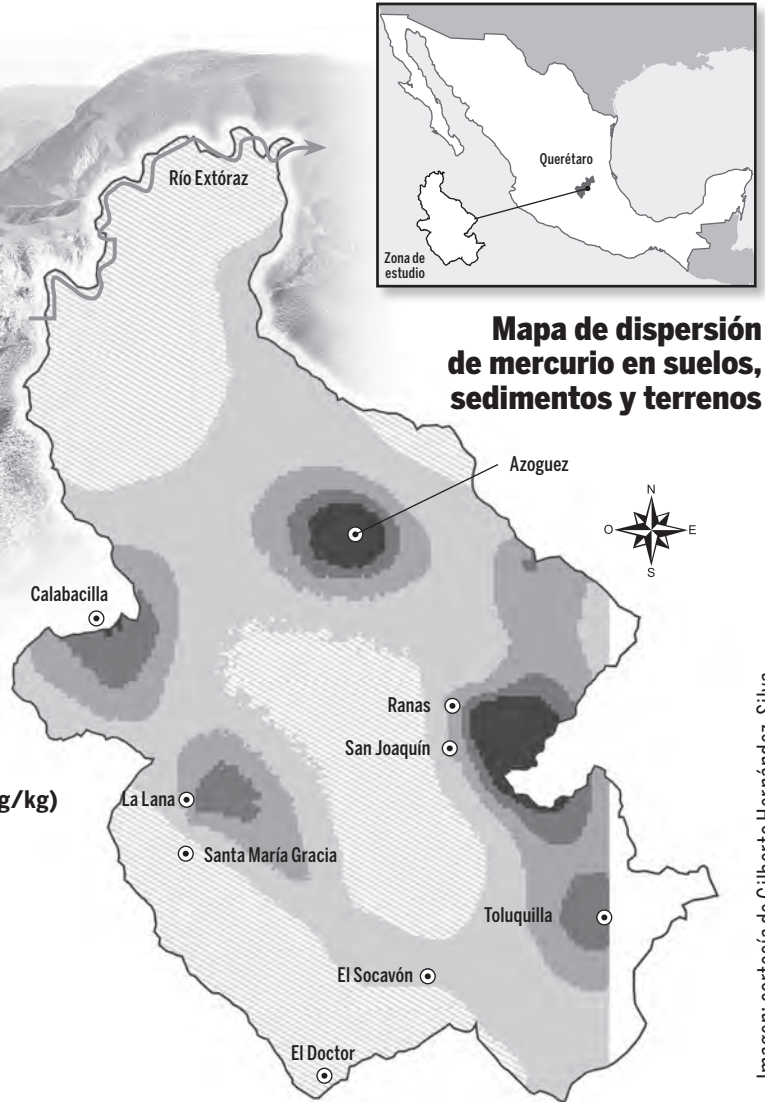 Río Extóraz
Querétaro
Zona de
estudio
Mapa de dispersión
de mercurio en suelos,
sedimentos y terrenos
Azoguez
N
O
E
S
Calabacilla
Ranas
San Joaquín
g/kg)
La Lana
Santa María Gracia
Toluquilla
El Socavón
El Doctor
Imagen: cortesía de Gilberto Hernández-Silva